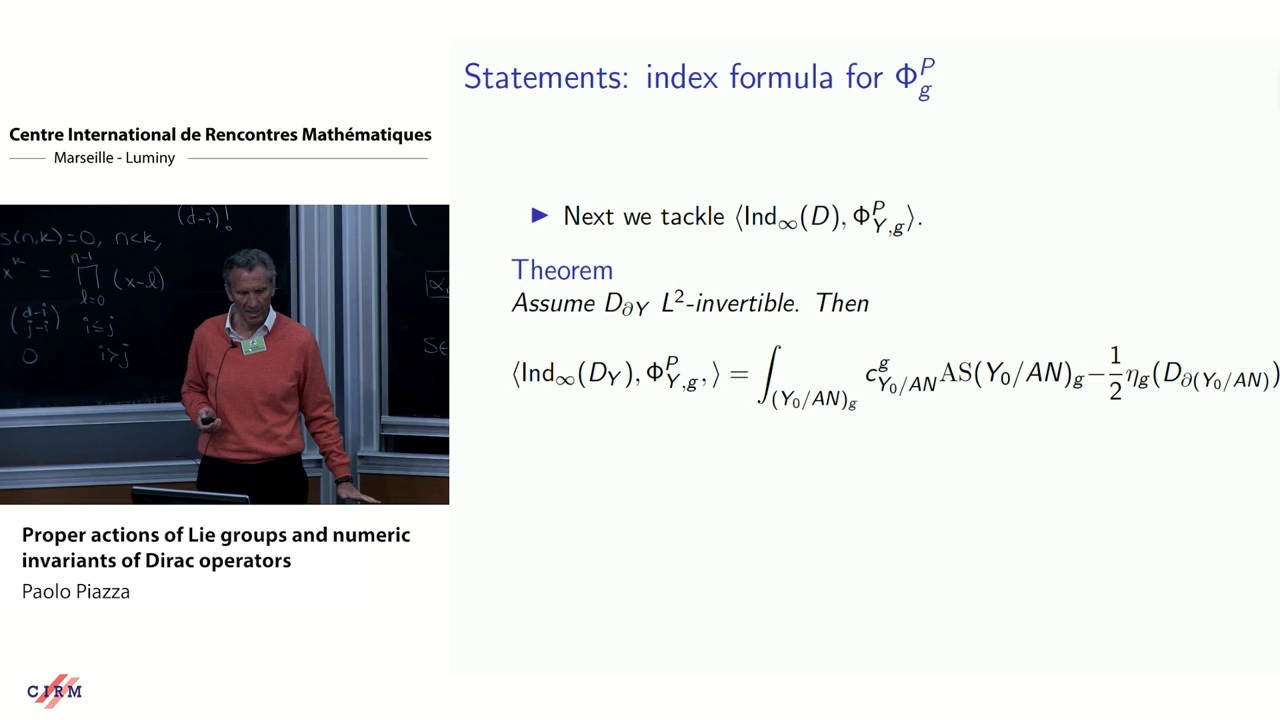 Statements: index formula for Φ_g^P
Centre International de Rencontres Mathématiques
Marseille - Luminy
(d-i)!
s(n,k)=0, n<k,
x^k = ∏_{l=0}^{n-1} (x-l)
(d-i j-i) i≤j
0 i>j
► Next we tackle ⟨Ind_∞(D), Φ_{Y,g}^P⟩.
Theorem
Assume D_{∂Y} L²-invertible. Then
⟨Ind_∞(D_Y), Φ_{Y,g}^P,⟩ = ∫_{(Y_0/AN)_g} c^g_{Y_0/AN} AS(Y_0/AN)_g − 1/2 η_g(D_{∂(Y_0/AN)})
Proper actions of Lie groups and numeric
invariants of Dirac operators
Paolo Piazza
CIRM